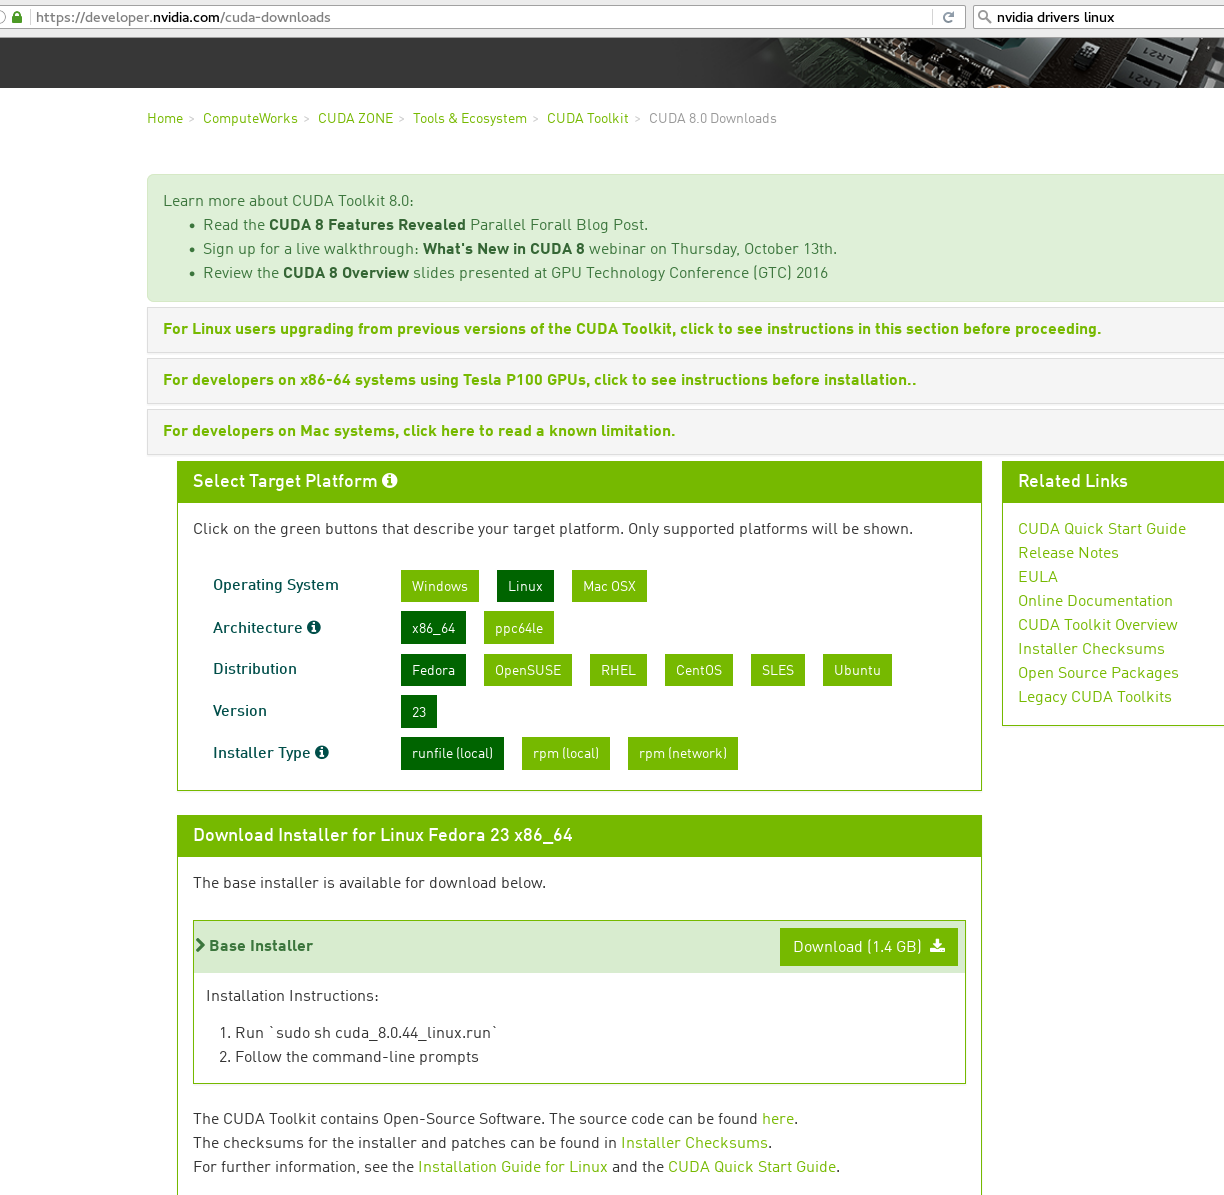 https://developer.nvidia.com/cuda-downloads
nvidia drivers linux
LR21
LR21
Home > ComputeWorks > CUDA ZONE > Tools & Ecosystem > CUDA Toolkit > CUDA 8.0 Downloads
Learn more about CUDA Toolkit 8.0:
• Read the CUDA 8 Features Revealed Parallel Forall Blog Post.
• Sign up for a live walkthrough: What's New in CUDA 8 webinar on Thursday, October 13th.
• Review the CUDA 8 Overview slides presented at GPU Technology Conference (GTC) 2016
For Linux users upgrading from previous versions of the CUDA Toolkit, click to see instructions in this section before proceeding.
For developers on x86-64 systems using Tesla P100 GPUs, click to see instructions before installation..
For developers on Mac systems, click here to read a known limitation.
Select Target Platform
Click on the green buttons that describe your target platform. Only supported platforms will be shown.
Operating System Windows Linux Mac OSX
Architecture x86_64 ppc64le
Distribution Fedora OpenSUSE RHEL CentOS SLES Ubuntu
Version 23
Installer Type runfile (local) rpm (local) rpm (network)
Related Links
CUDA Quick Start Guide
Release Notes
EULA
Online Documentation
CUDA Toolkit Overview
Installer Checksums
Open Source Packages
Legacy CUDA Toolkits
Download Installer for Linux Fedora 23 x86_64
The base installer is available for download below.
Base Installer Download (1.4 GB)
Installation Instructions:
1. Run `sudo sh cuda_8.0.44_linux.run`
2. Follow the command-line prompts
The CUDA Toolkit contains Open-Source Software. The source code can be found here.
The checksums for the installer and patches can be found in Installer Checksums.
For further information, see the Installation Guide for Linux and the CUDA Quick Start Guide.